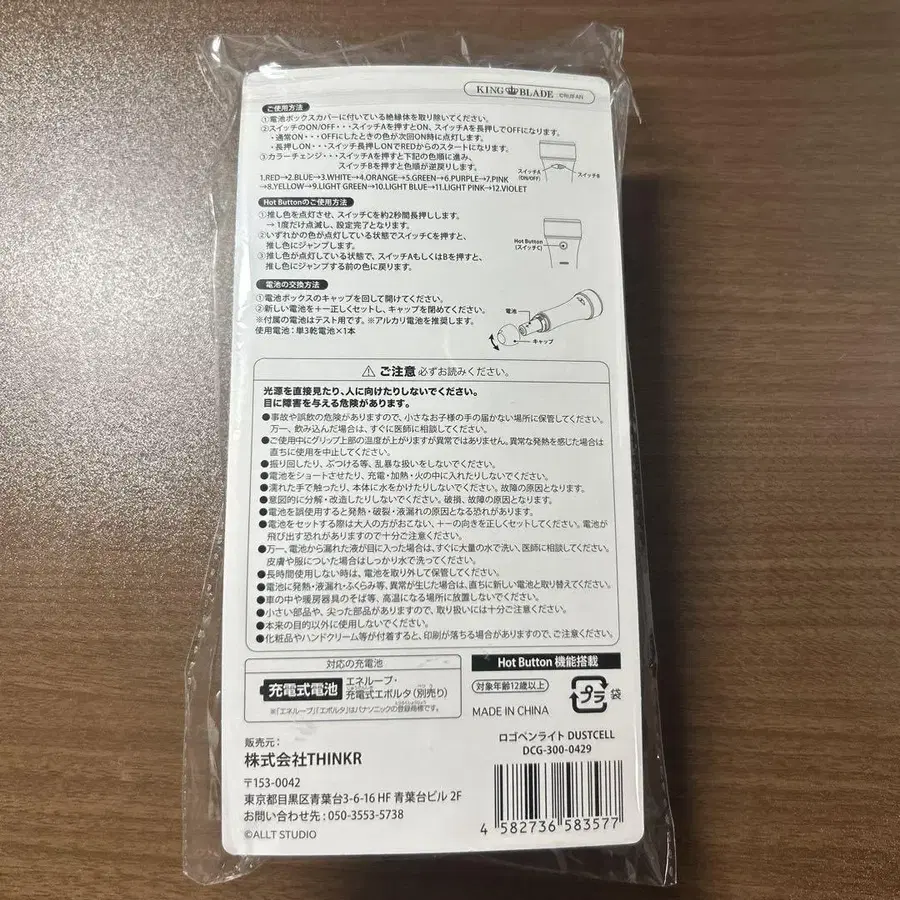 KING BLADE ©RUIFAN
ご使用方法
①電池ボックスカバーに付いている絶縁体を取り除いてください。
②スイッチのON/OFF・・・スイッチAを押すとON、スイッチAを長押しでOFFになります。
・通常ON・・・OFFにしたときの色が次回ON時に点灯します。
・長押しON・・・スイッチ長押しONでREDからのスタートになります。
③カラーチェンジ・・・スイッチAを押すと下記の色順に進み、
スイッチBを押すと色順が逆戻りします。
1.RED→2.BLUE→3.WHITE→4.ORANGE→5.GREEN→6.PURPLE→7.PINK
→8.YELLOW→9.LIGHT GREEN→10.LIGHT BLUE→11.LIGHT PINK→12.VIOLET
スイッチA
(ON/OFF)
スイッチB
Hot Buttonのご使用方法
①推し色を点灯させ、スイッチCを約2秒間長押しします。
→ 1度だけ点滅し、設定完了となります。
②いずれかの色が点灯している状態でスイッチCを押すと、
推し色にジャンプします。
③推し色が点灯している状態で、スイッチAもしくはBを押すと、
推し色にジャンプする前の色に戻ります。
Hot Button
(スイッチC)
電池の交換方法
①電池ボックスのキャップを回して開けてください。
②新しい電池を+ー正しくセットし、キャップを閉めてください。
※付属の電池はテスト用です。※アルカリ電池を推奨します。
使用電池：単3乾電池×1本
電池
キャップ
⚠ ご注意 必ずお読みください。
光源を直接見たり、人に向けたりしないでください。
目に障害を与える危険があります。
●事故や誤飲の危険がありますので、小さなお子様の手の届かない場所に保管してください。
万一、飲み込んだ場合は、すぐに医師に相談してください。
●ご使用中にグリップ上部の温度が上がりますが異常ではありません。異常な発熱を感じた場合は
直ちに使用を中止してください。
●振り回したり、ぶつける等、乱暴な扱いをしないでください。
●電池をショートさせたり、充電・加熱・火の中に入れたりしないでください。
●濡れた手で触ったり、本体に水をかけたりしないでください。故障の原因となります。
●意図的に分解・改造したりしないでください。破損、故障の原因となります。
●電池を誤使用すると発熱・破裂・液漏れの原因となる恐れがあります。
●電池をセットする際は大人の方がおこない、+ーの向きを正しくセットしてください。電池が
飛び出す恐れがありますので十分ご注意ください。
●万一、電池から漏れた液が目に入った場合は、すぐに大量の水で洗い、医師に相談してください。
皮膚や服についた場合はしっかり水で洗ってください。
●長時間使用しない時は、電池を取り外して保管してください。
●電池に発熱・液漏れ・ふくらみ等、異常が生じた場合は、直ちに新しい電池と取り替えてください。
●車の中や暖房器具のそば等、高温になる場所に放置しないでください。
●小さい部品や、尖った部品がありますので、取り扱いには十分ご注意ください。
●本来の目的以外に使用しないでください。
●化粧品やハンドクリーム等が付着すると、印刷が落ちる場合がありますので、ご注意ください。
対応の充電池
充電式電池
エネループ・
充電式エボルタ(別売り)
※「エネループ」「エボルタ」はパナソニックの登録商標です。
Hot Button 機能搭載
対象年齢12歳以上
MADE IN CHINA
プラ
袋
販売元：
株式会社THINKR
〒153-0042
東京都目黒区青葉台3-6-16 HF 青葉台ビル 2F
お問い合わせ先：050-3553-5738
©ALLT STUDIO
ロゴペンライト DUSTCELL
DCG-300-0429
4 582736 583577